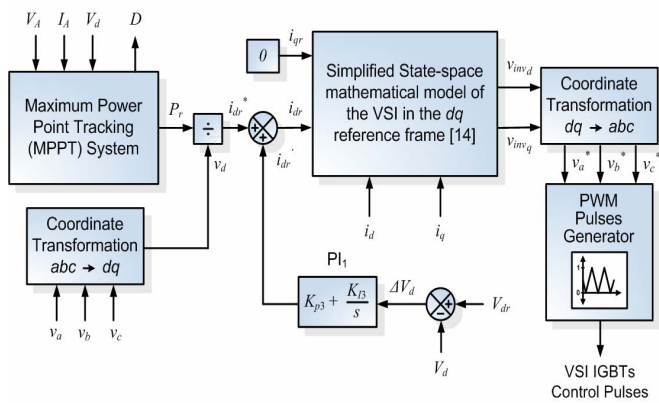 V_A I_A V_d D
Maximum Power
Point Tracking
(MPPT) System
P_r
÷
i_dr*
v_d
0
i_qr
i_dr
i_dr'
Simplified State-space
mathematical model of
the VSI in the dq
reference frame [14]
i_d i_q
v_inv_d
v_inv_q
Coordinate
Transformation
dq → abc
v_a* v_b* v_c*
PWM
Pulses
Generator
1
0
VSI IGBTs
Control Pulses
Coordinate
Transformation
abc → dq
v_a v_b v_c
PI_1
K_p3 + K_I3/s
ΔV_d
V_dr
V_d